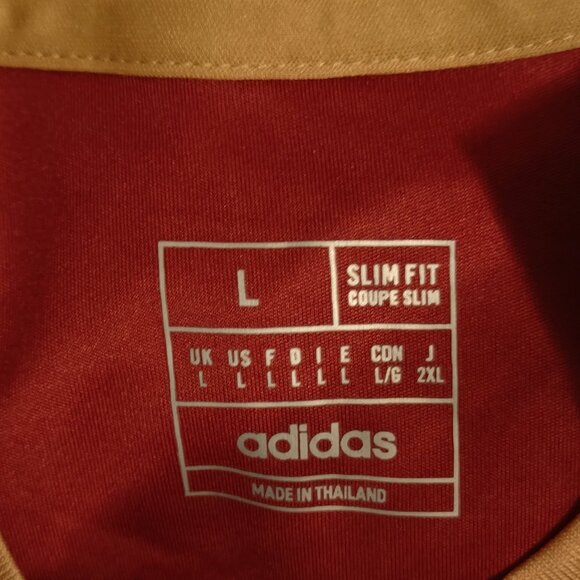 L
SLIM FIT
COUPE SLIM
UK US F D I E CDN J
L L L L L L L/G 2XL
adidas
MADE IN THAILAND